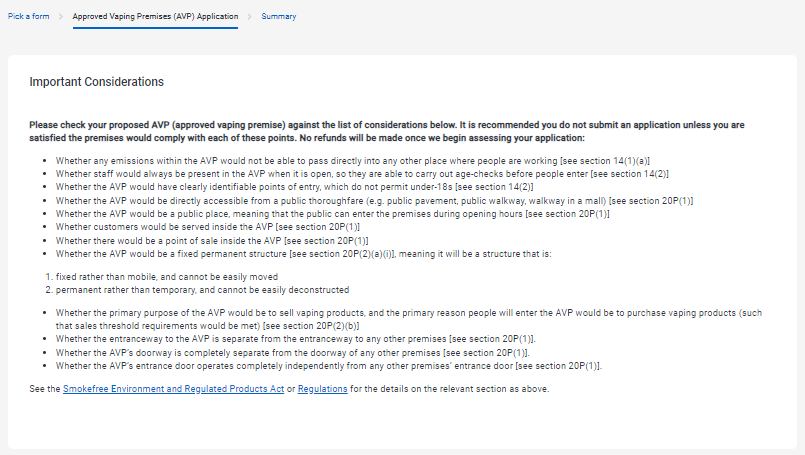 Pick a form > Approved Vaping Premises (AVP) Application > Summary
Important Considerations
Please check your proposed AVP (approved vaping premise) against the list of considerations below. It is recommended you do not submit an application unless you are
satisfied the premises would comply with each of these points. No refunds will be made once we begin assessing your application:
• Whether any emissions within the AVP would not be able to pass directly into any other place where people are working [see section 14(1)(a)]
• Whether staff would always be present in the AVP when it is open, so they are able to carry out age-checks before people enter [see section 14(2)]
• Whether the AVP would have clearly identifiable points of entry, which do not permit under-18s [see section 14(2)]
• Whether the AVP would be directly accessible from a public thoroughfare (e.g. public pavement, public walkway, walkway in a mall) [see section 20P(1)]
• Whether the AVP would be a public place, meaning that the public can enter the premises during opening hours [see section 20P(1)]
• Whether customers would be served inside the AVP [see section 20P(1)]
• Whether there would be a point of sale inside the AVP [see section 20P(1)]
• Whether the AVP would be a fixed permanent structure [see section 20P(2)(a)(i)], meaning it will be a structure that is:
1. fixed rather than mobile, and cannot be easily moved
2. permanent rather than temporary, and cannot be easily deconstructed
• Whether the primary purpose of the AVP would be to sell vaping products, and the primary reason people will enter the AVP would be to purchase vaping products (such
that sales threshold requirements would be met) [see section 20P(2)(b)]
• Whether the entranceway to the AVP is separate from the entranceway to any other premises [see section 20P(1)].
• Whether the AVP's doorway is completely separate from the doorway of any other premises [see section 20P(1)].
• Whether the AVP's entrance door operates completely independently from any other premises' entrance door [see section 20P(1)].
See the Smokefree Environment and Regulated Products Act or Regulations for the details on the relevant section as above.